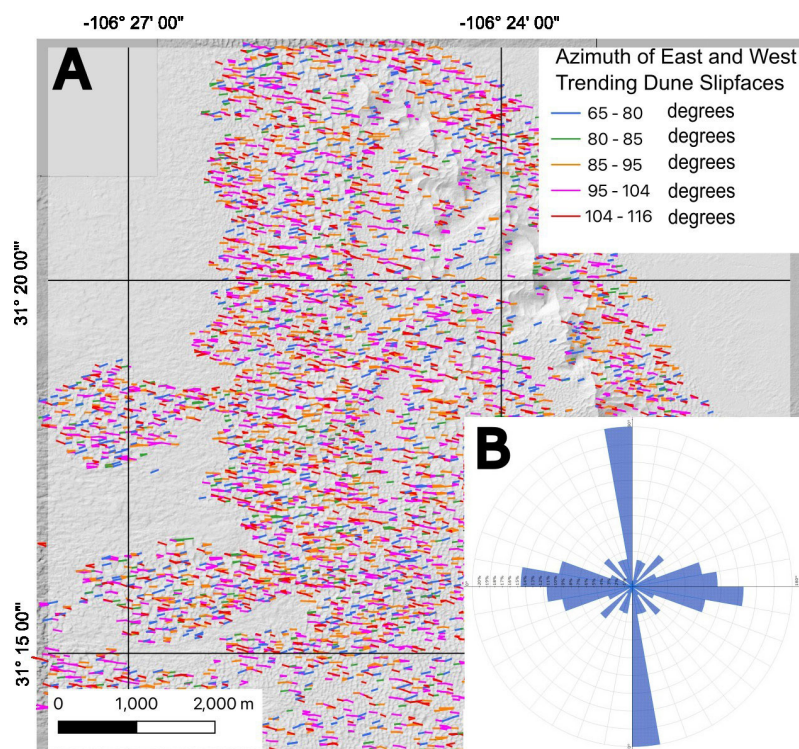 -106° 27' 00"' -106° 24' 00"
A
Azimuth of East and West
Trending Dune Slipfaces
65 - 80 degrees
80 - 85 degrees
85 - 95 degrees
95 - 104 degrees
104 - 116 degrees
31° 20 00"'
B
31° 15 00"'
0 1,000 2,000 m